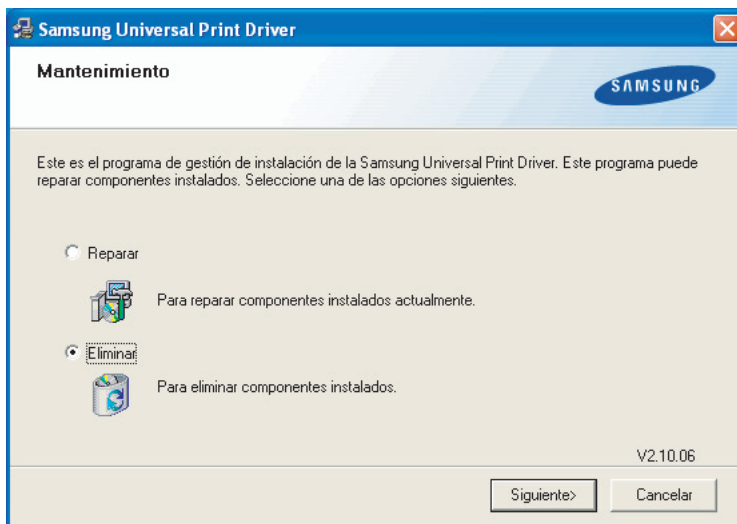 Samsung Universal Print Driver
Mantenimiento
SAMSUNG
Este es el programa de gestión de instalación de la Samsung Universal Print Driver. Este programa puede
reparar componentes instalados. Seleccione una de las opciones siguientes.
Reparar
Para reparar componentes instalados actualmente.
Eliminar
Para eliminar componentes instalados.
V2.10.06
Siguiente>
Cancelar